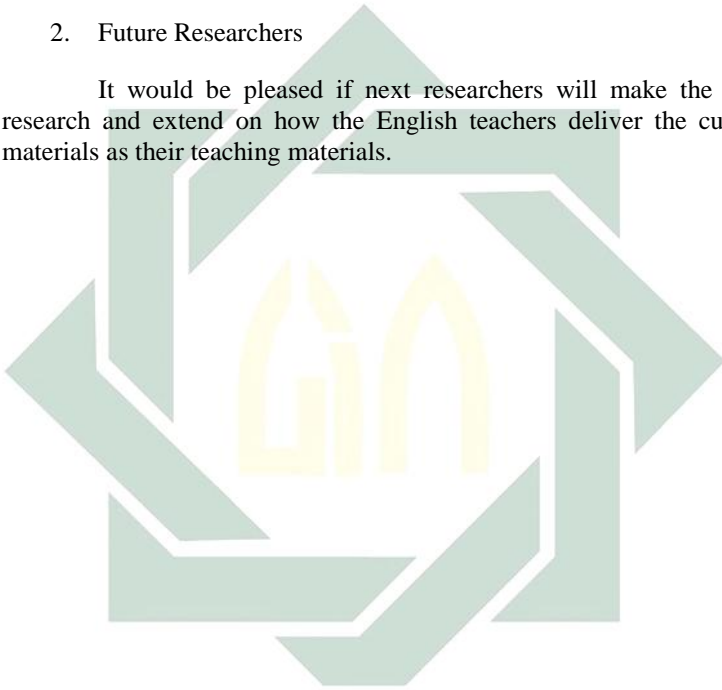 2. Future Researchers
It would be pleased if next researchers will make the
research and extend on how the English teachers deliver the
materials as their teaching materials.